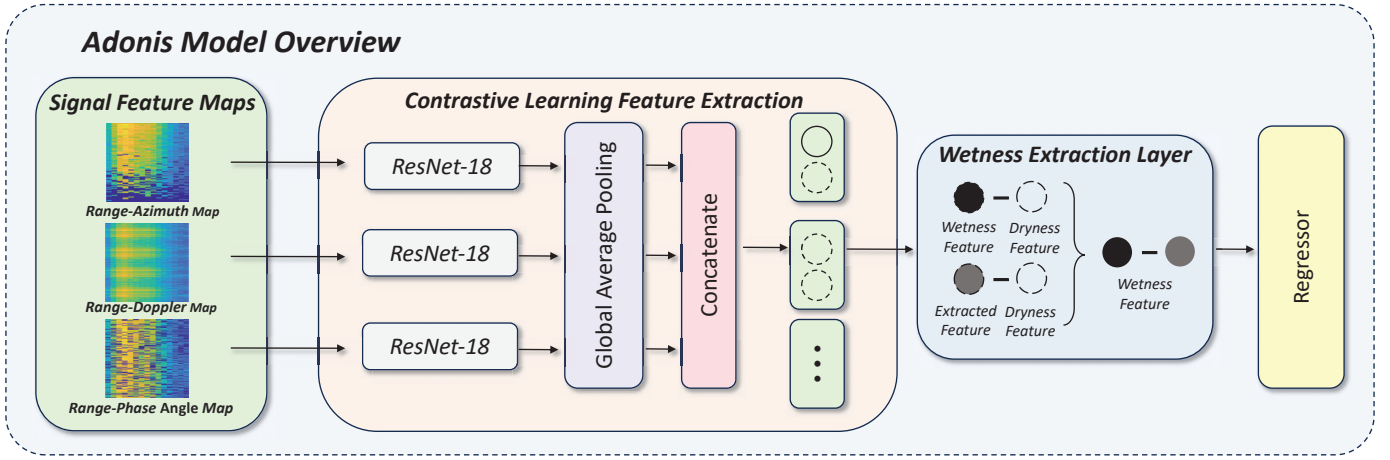 Adonis Model Overview
Signal Feature Maps
Range-Azimuth Map
Range-Doppler Map
Range-Phase Angle Map
Contrastive Learning Feature Extraction
ResNet-18
ResNet-18
ResNet-18
Global Average Pooling
Concatenate
Wetness Extraction Layer
Wetness
Feature
Dryness
Feature
Extracted
Feature
Dryness
Feature
Wetness
Feature
Regressor